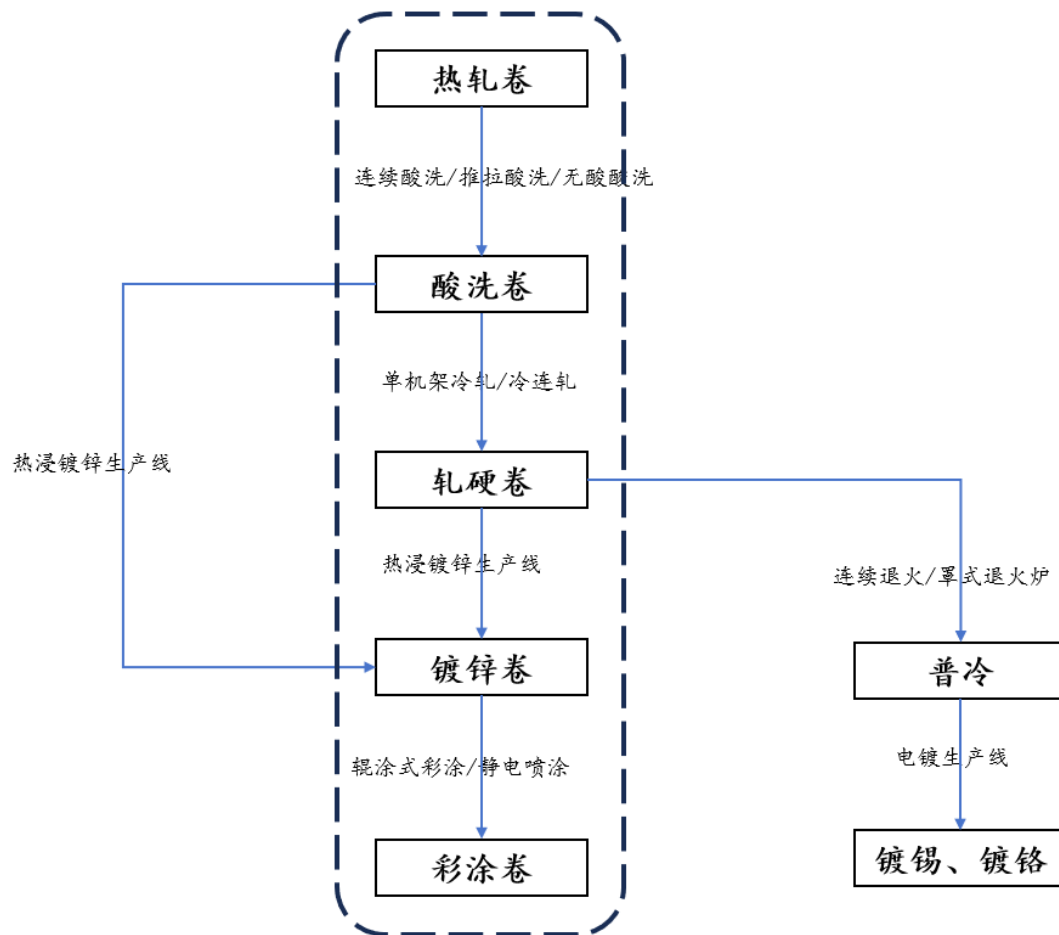 热轧卷
连续酸洗/推拉酸洗/无酸酸洗
酸洗卷
单机架冷轧/冷连轧
热浸镀锌生产线
轧硬卷
热浸镀锌生产线
连续退火/罩式退火炉
镀锌卷
普冷
辊涂式彩涂/静电喷涂
电镀生产线
彩涂卷
镀锡、镀铬